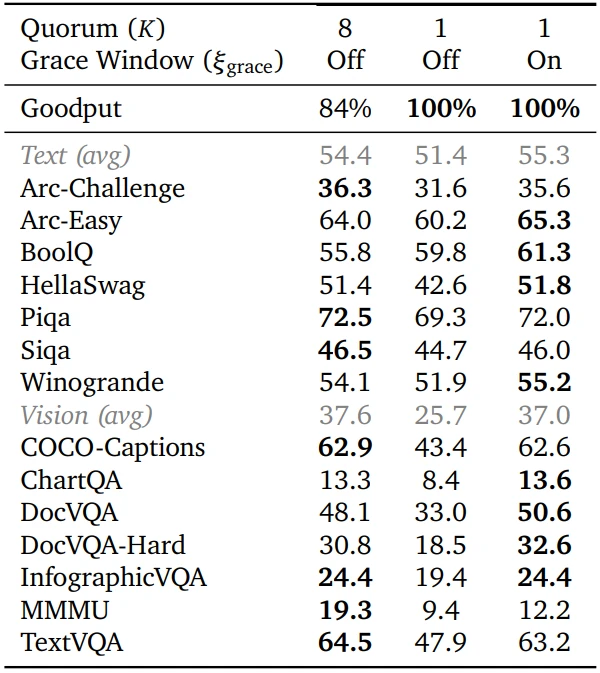 Quorum (K) 8 1 1
Grace Window (ξgrace) Off Off On
Goodput 84% 100% 100%
Text (avg) 54.4 51.4 55.3
Arc-Challenge 36.3 31.6 35.6
Arc-Easy 64.0 60.2 65.3
BoolQ 55.8 59.8 61.3
HellaSwag 51.4 42.6 51.8
Piqa 72.5 69.3 72.0
Siqa 46.5 44.7 46.0
Winogrande 54.1 51.9 55.2
Vision (avg) 37.6 25.7 37.0
COCO-Captions 62.9 43.4 62.6
ChartQA 13.3 8.4 13.6
DocVQA 48.1 33.0 50.6
DocVQA-Hard 30.8 18.5 32.6
InfographicVQA 24.4 19.4 24.4
MMMU 19.3 9.4 12.2
TextVQA 64.5 47.9 63.2